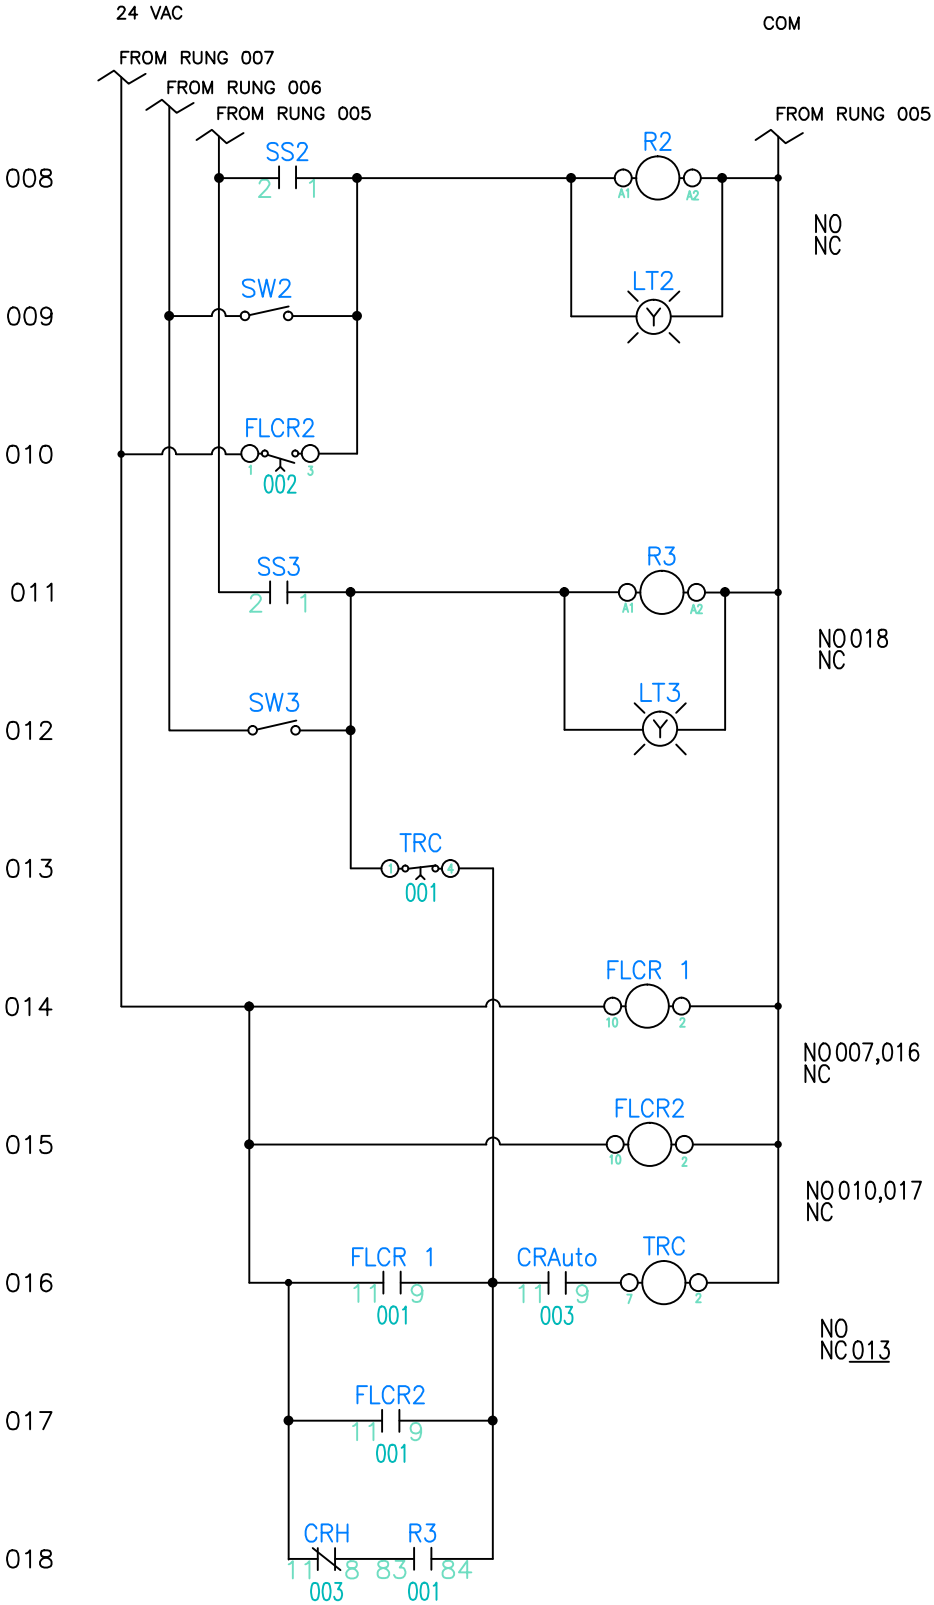 24 VAC
COM
FROM RUNG 007
FROM RUNG 006
FROM RUNG 005
FROM RUNG 005
SS2
R2
008
2 1
A1 A2
NO
NC
SW2
LT2
009
Y
FLCR2
010
1 3
002
SS3
R3
011
2 1
A1 A2
NO 018
NC
SW3
LT3
012
Y
TRC
013
1 4
001
FLCR 1
014
10 2
NO 007,016
NC
FLCR2
015
10 2
NO 010,017
NC
FLCR 1
CRAuto
TRC
016
11 9
11 9
7 2
001
003
NO
NC 013
FLCR2
017
11 9
001
CRH
R3
018
11 8
83 84
003
001